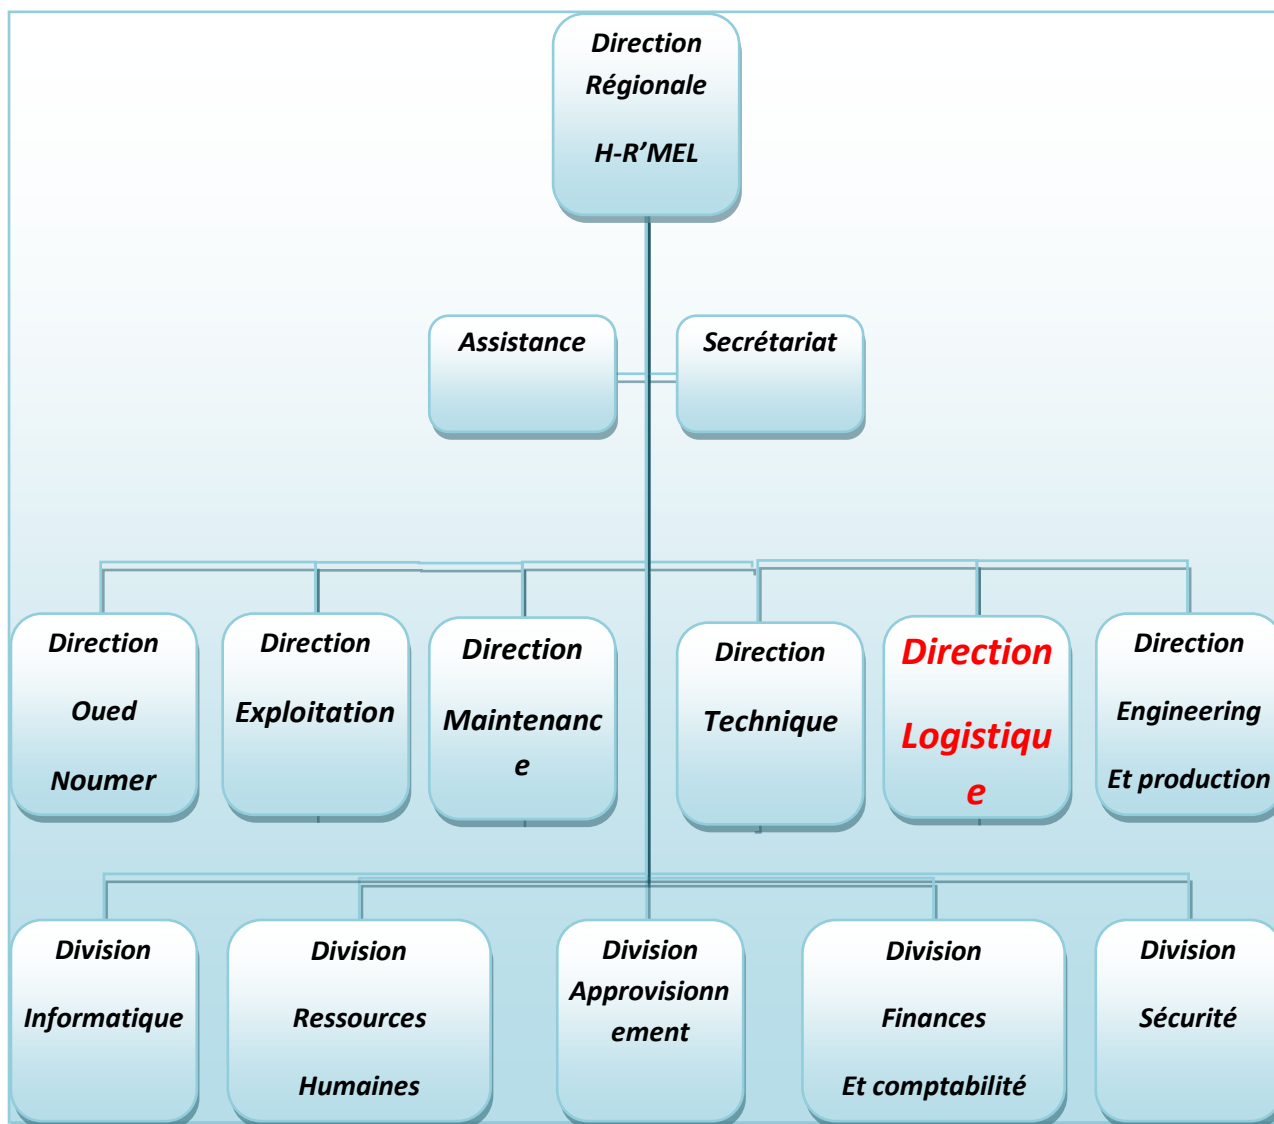 Direction
Régionale
H-R’MEL
Assistance
Secrétariat
Direction
Oued
Noumer
Direction
Exploitation
Direction
Maintenanc
e
Direction
Technique
Direction
Logistiqu
e
Direction
Engineering
Et production
Division
Informatique
Division
Ressources
Humaines
Division
Approvisionn
ement
Division
Finances
Et comptabilité
Division
Sécurité